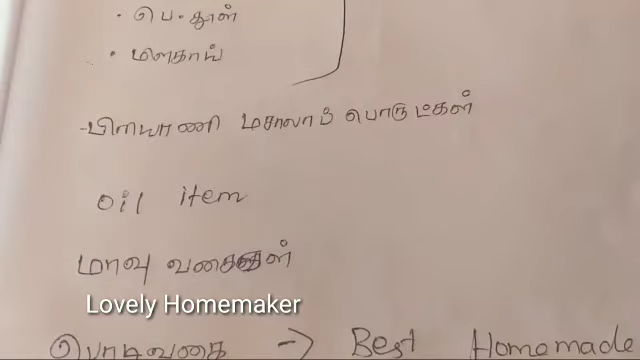 • பெ. தூள்
• மிளகாய்
-பிரியாணி மசாலாப் பொருட்கள்
oil item
மாவு வகைகள்
Lovely Homemaker
பொடிவகை -> Best Homemade